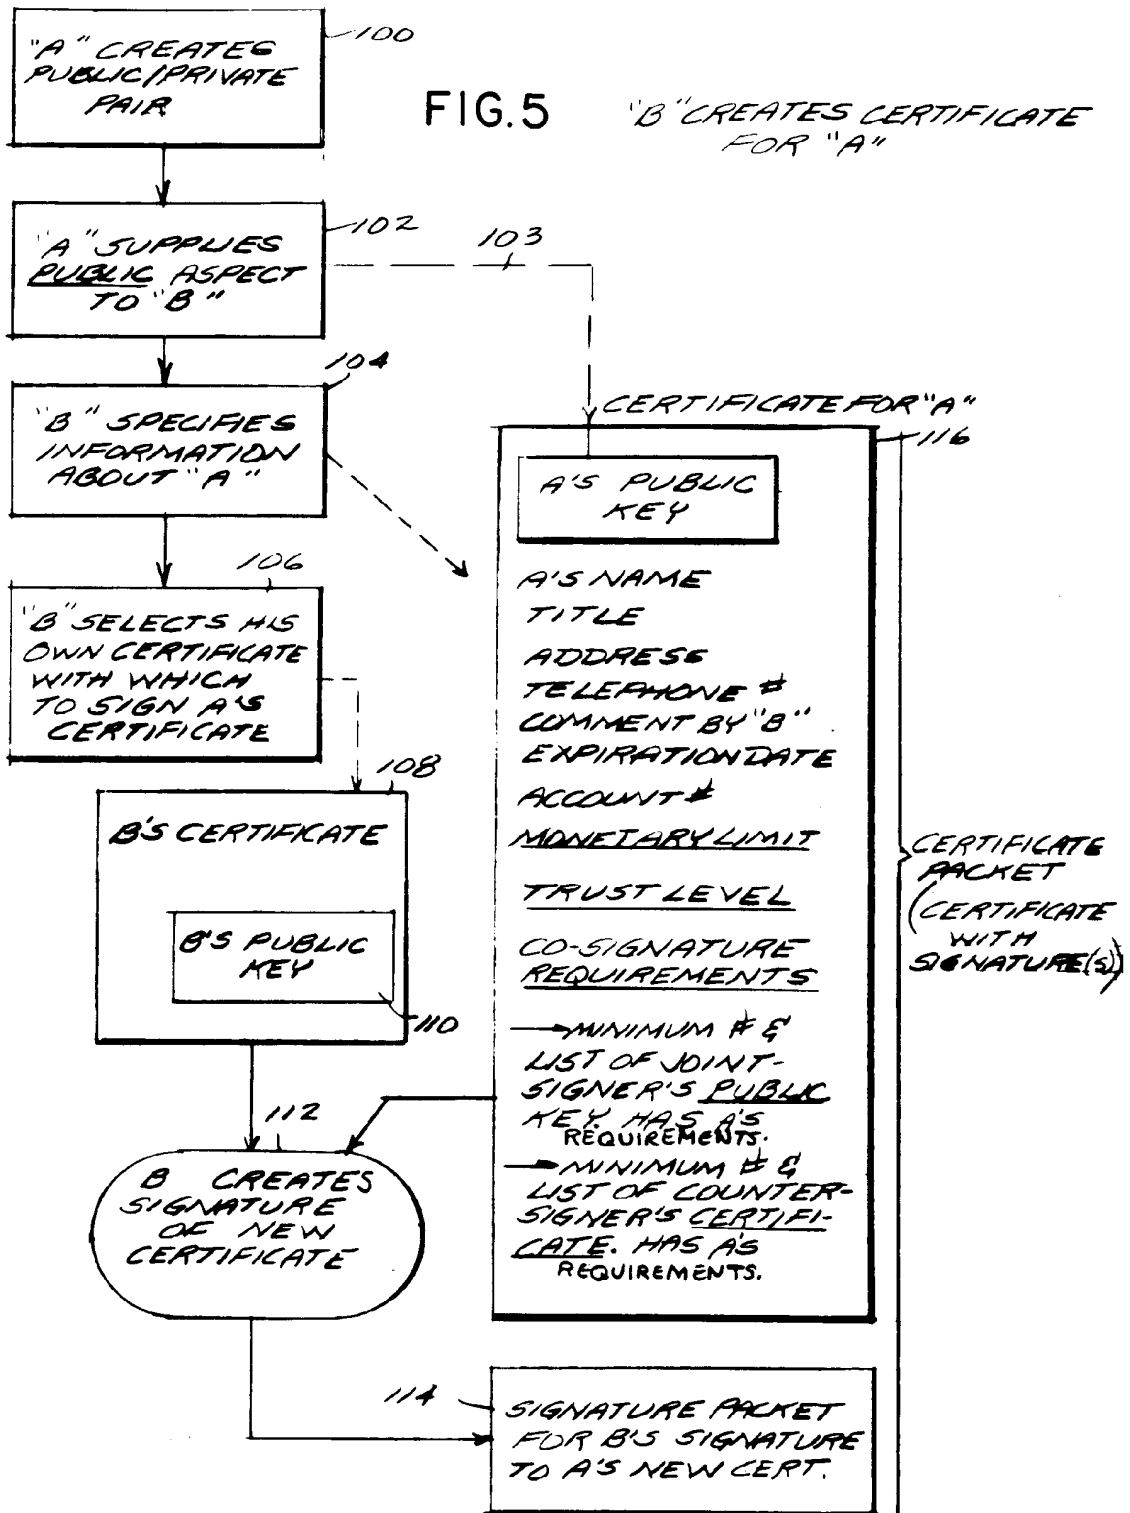 100
"A" CREATES
PUBLIC/PRIVATE
PAIR
FIG.5
"B" CREATES CERTIFICATE
FOR "A"
102
"A" SUPPLIES
PUBLIC ASPECT
TO "B"
103
104
"B" SPECIFIES
INFORMATION
ABOUT "A"
106
"B" SELECTS HIS
OWN CERTIFICATE
WITH WHICH
TO SIGN A'S
CERTIFICATE
108
B'S CERTIFICATE
B'S PUBLIC
KEY
110
112
B CREATES
SIGNATURE
OF NEW
CERTIFICATE
CERTIFICATE FOR "A"
116
A'S PUBLIC
KEY
A'S NAME
TITLE
ADDRESS
TELEPHONE #
COMMENT BY "B"
EXPIRATION DATE
ACCOUNT #
MONETARY LIMIT
TRUST LEVEL
CO-SIGNATURE
REQUIREMENTS
→MINIMUM # &
LIST OF JOINT-
SIGNER'S PUBLIC
KEY. HAS A'S
REQUIREMENTS.
→MINIMUM # &
LIST OF COUNTER-
SIGNER'S CERTIFI-
CATE. HAS A'S
REQUIREMENTS.
CERTIFICATE
PACKET
(CERTIFICATE
WITH
SIGNATURE(S))
114
SIGNATURE PACKET
FOR B'S SIGNATURE
TO A'S NEW CERT.